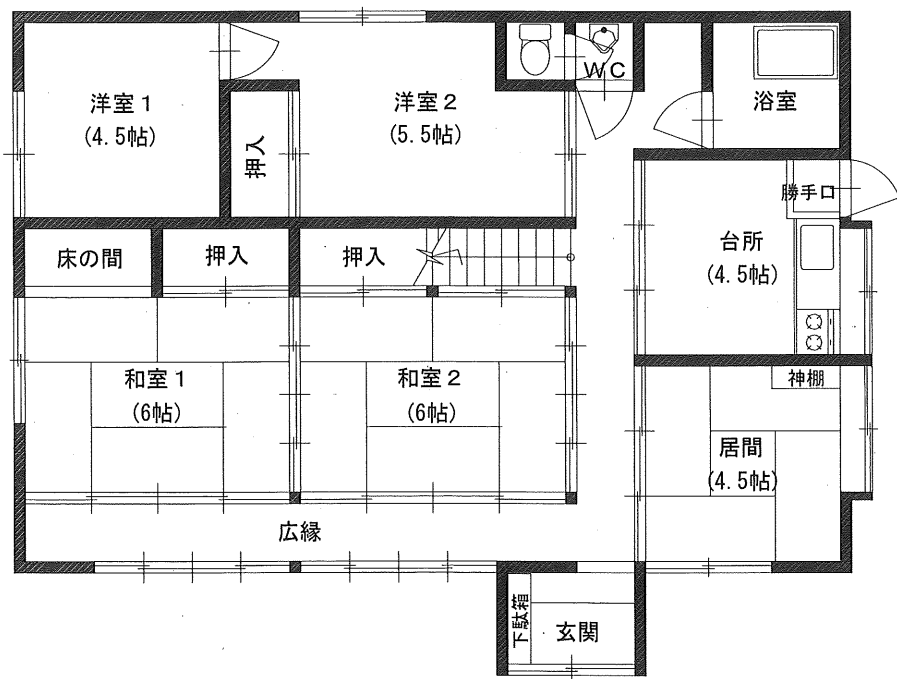 WC
洋室1
(4.5帖)
押入
洋室2
(5.5帖)
浴室
勝手口
台所
(4.5帖)
床の間
押入
押入
和室1
(6帖)
和室2
(6帖)
神棚
居間
(4.5帖)
広縁
下駄箱
玄関